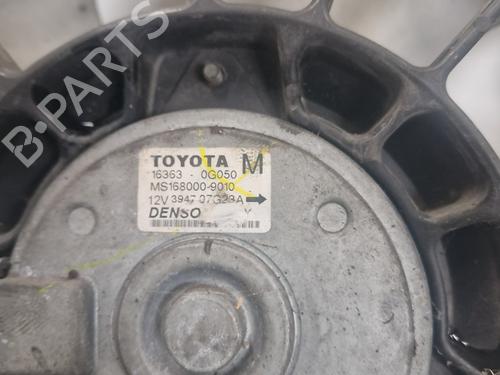 TOYOTA M
16363 - 0G050
MS168000-9010
12V 3947 07G23A
DENSO
B-PARTS